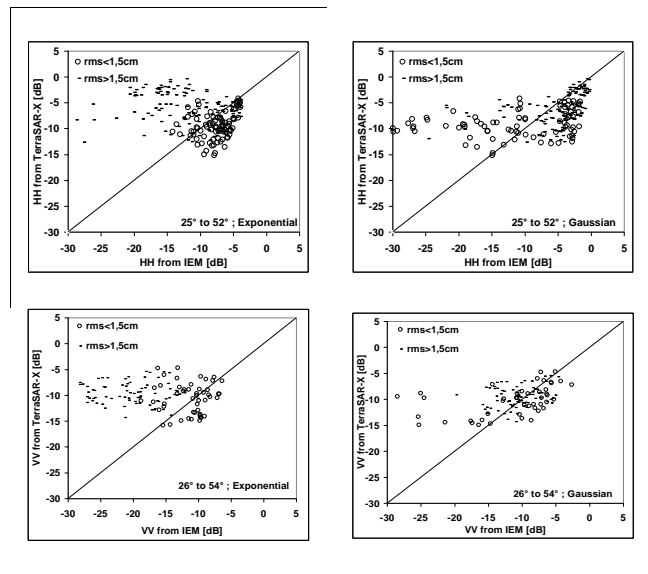 5
0
-5
-10
-15
-20
-25
-30
-30 -25 -20 -15 -10 -5 0 5
HH from IEM [dB]
HH from TerraSAR-X [dB]
rms<1,5cm
rms>1,5cm
25° to 52° ; Exponential
5
0
-5
-10
-15
-20
-25
-30
-30 -25 -20 -15 -10 -5 0 5
HH from IEM [dB]
HH from TerraSAR-X [dB]
rms<1,5cm
rms>1,5cm
25° to 52° ; Gaussian
5
0
-5
-10
-15
-20
-25
-30
-30 -25 -20 -15 -10 -5 0 5
VV from IEM [dB]
VV from TerraSAR-X [dB]
rms<1,5cm
rms>1,5cm
26° to 54° ; Exponential
5
0
-5
-10
-15
-20
-25
-30
-30 -25 -20 -15 -10 -5 0 5
VV from IEM [dB]
VV from TerraSAR-X [dB]
rms<1,5cm
rms>1,5cm
26° to 54° ; Gaussian